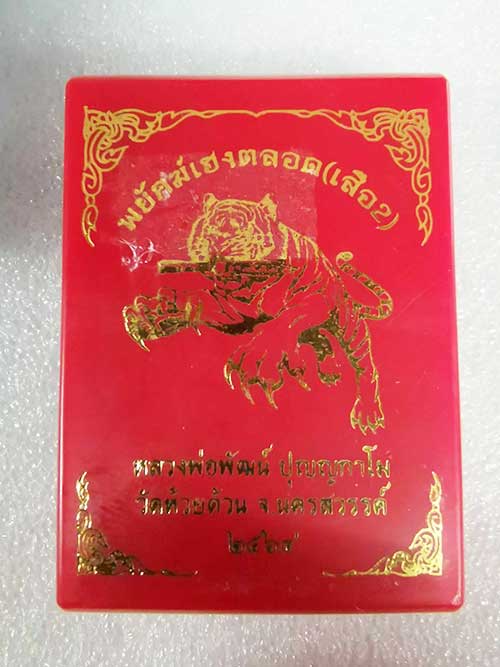 พยัคฆ์เฮงตลอด(เสือ2)
หลวงพ่อพัฒน์ ปุญฺญกาโม
วัดห้วยด้วน จ.นครสวรรค์
๒๕๖๔